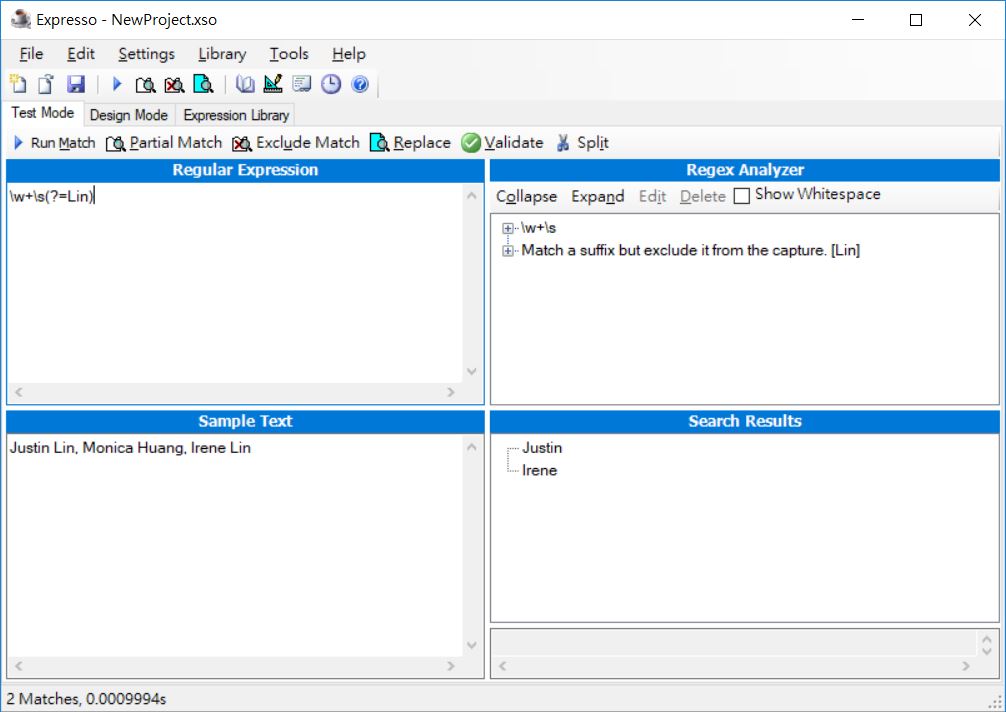 Expresso - NewProject.xso
File Edit Settings Library Tools Help
Test Mode Design Mode Expression Library
Run Match Partial Match Exclude Match Replace Validate Split
Regular Expression
\w+\s(?=Lin)
Regex Analyzer
Collapse Expand Edit Delete Show Whitespace
\w+\s
Match a suffix but exclude it from the capture. [Lin]
Sample Text
Justin Lin, Monica Huang, Irene Lin
Search Results
Justin
Irene
2 Matches, 0.0009994s